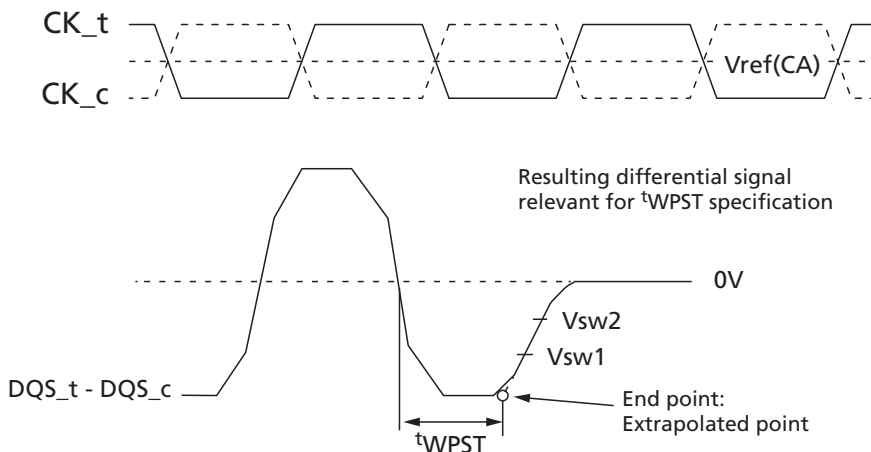 CK_t
Vref(CA)
CK_c
Resulting differential signal
relevant for tWPST specification
0V
Vsw2
Vsw1
DQS_t - DQS_c
End point:
Extrapolated point
tWPST